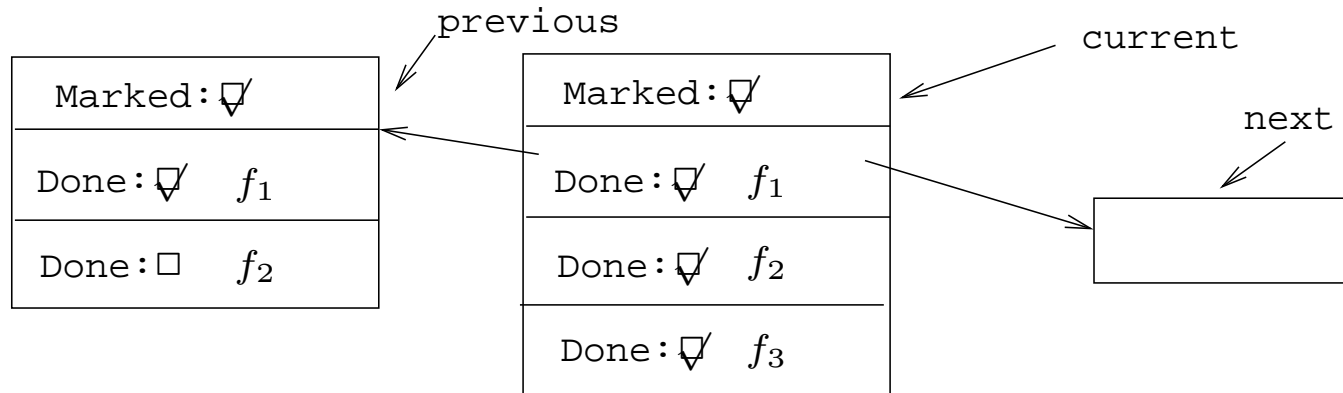 previous
current
next
Marked: ☑
Done: ☑ f₁
Done: ☐ f₂
Marked: ☑
Done: ☑ f₁
Done: ☑ f₂
Done: ☑ f₃